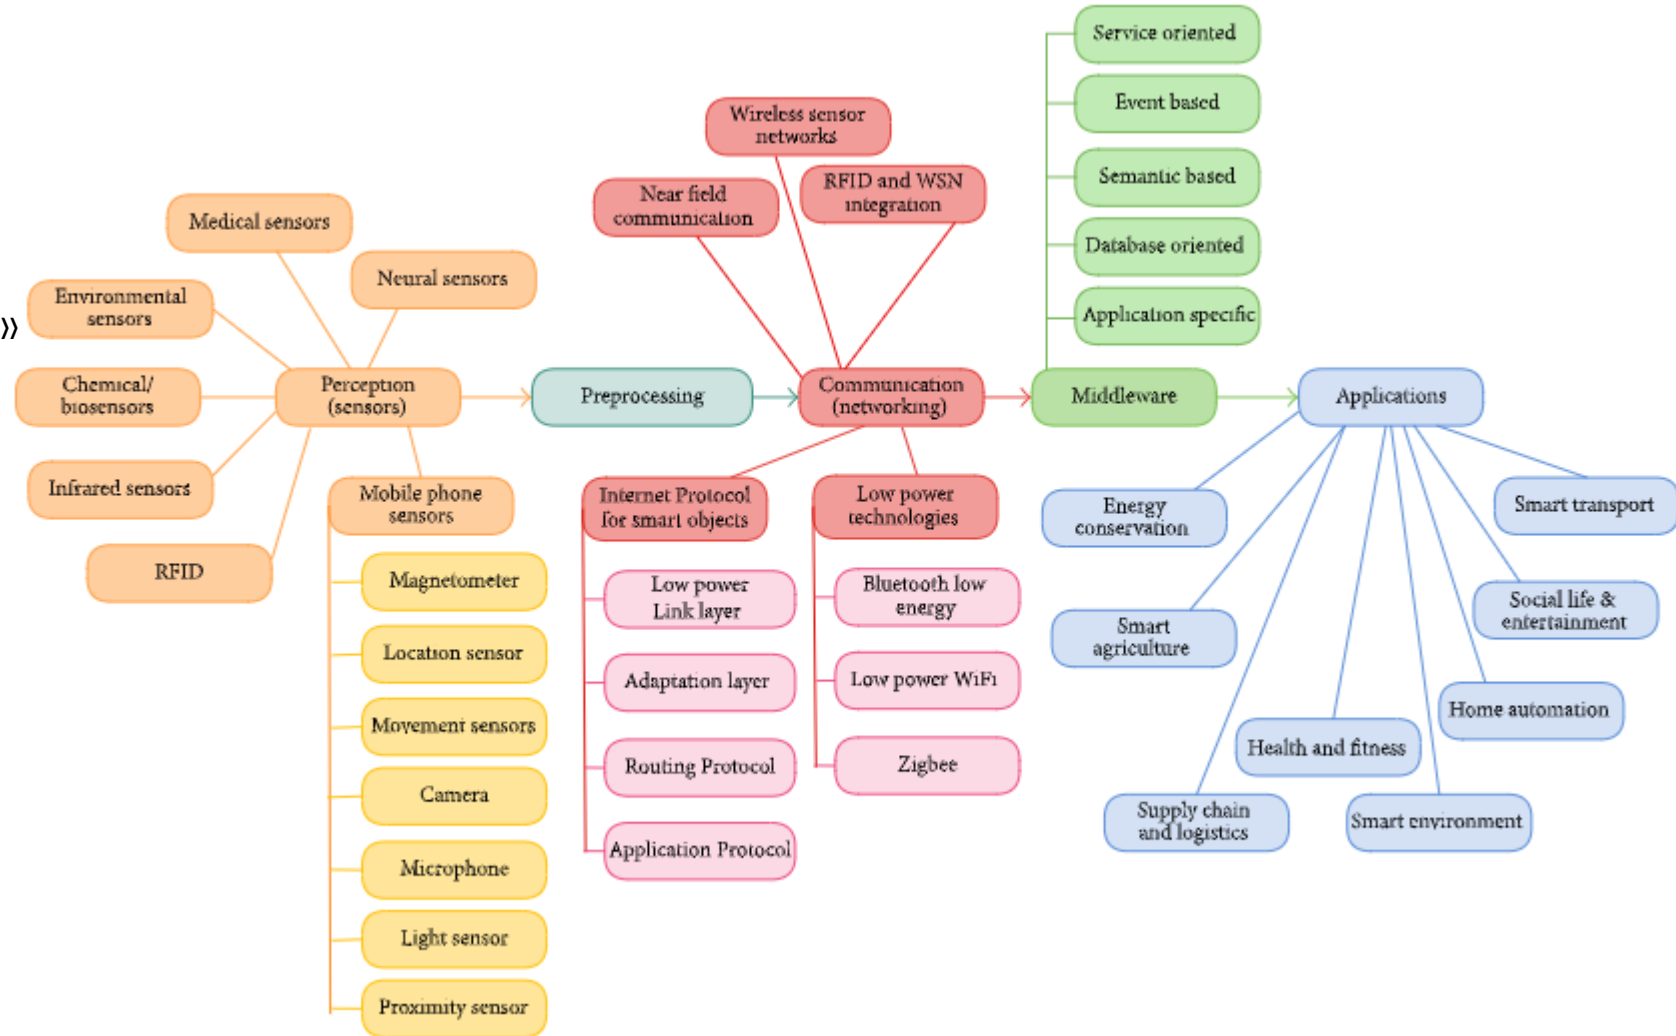 Service oriented
Event based
Semantic based
Database oriented
Application specific
Wireless sensor
networks
Near field
communication
RFID and WSN
integration
Medical sensors
Neural sensors
Environmental
sensors
»
Chemical/
biosensors
Perception
(sensors)
Preprocessing
Communication
(networking)
Middleware
Applications
Infrared sensors
RFID
Mobile phone
sensors
Magnetometer
Location sensor
Movement sensors
Camera
Microphone
Light sensor
Proximity sensor
Internet Protocol
for smart objects
Low power
Link layer
Adaptation layer
Routing Protocol
Application Protocol
Low power
technologies
Bluetooth low
energy
Low power WiFi
Zigbee
Energy
conservation
Smart
agriculture
Supply chain
and logistics
Health and fitness
Smart environment
Home automation
Social life &
entertainment
Smart transport